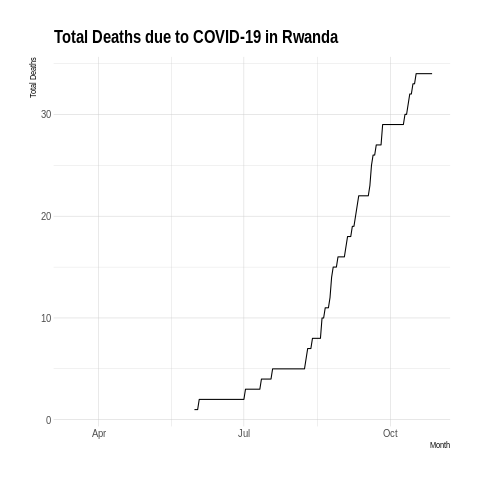 Total Deaths due to COVID-19 in Rwanda
Total Deaths
30
20
10
0
Apr Jul Oct
Month